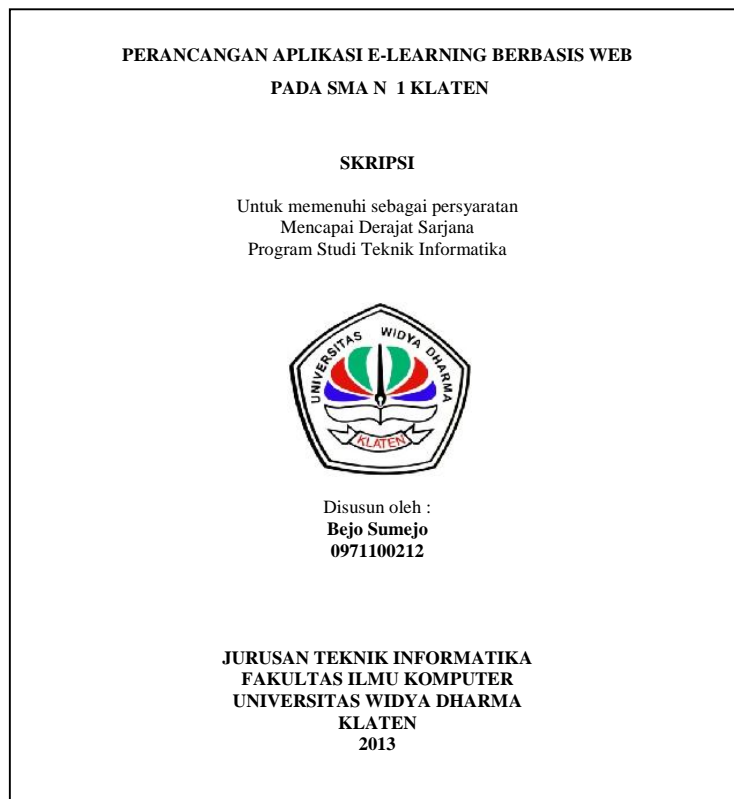 PERANCANGAN APLIKASI E-LEARNING BERBASIS WEB
PADA SMA N 1 KLATEN
SKRIPSI
Untuk memenuhi sebagai persyaratan
Mencapai Derajat Sarjana
Program Studi Teknik Informatika
UNIVERSITAS WIDYA DHARMA
KLATEN
Disusun oleh :
Bejo Sumejo
0971100212
JURUSAN TEKNIK INFORMATIKA
FAKULTAS ILMU KOMPUTER
UNIVERSITAS WIDYA DHARMA
KLATEN
2013